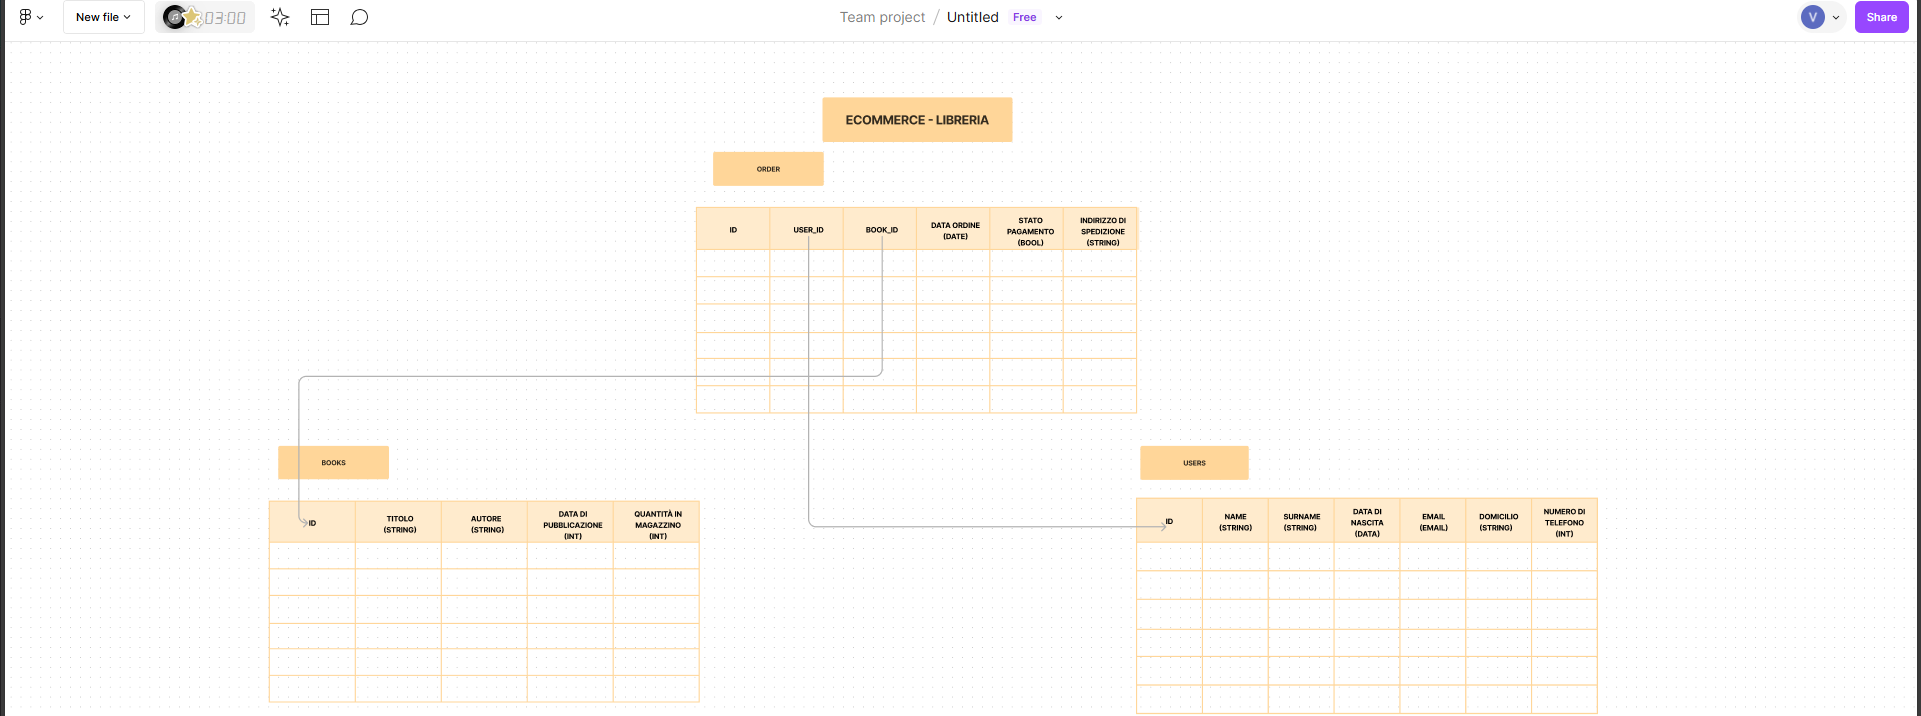 New file
03:00
Team project / Untitled Free
V
Share
ECOMMERCE - LIBRERIA
ORDER
ID
USER_ID
BOOK_ID
DATA ORDINE
(DATE)
STATO
PAGAMENTO
(BOOL)
INDIRIZZO DI
SPEDIZIONE
(STRING)
BOOKS
ID
TITOLO
(STRING)
AUTORE
(STRING)
DATA DI
PUBBLICAZIONE
(INT)
QUANTITÀ IN
MAGAZZINO
(INT)
USERS
ID
NAME
(STRING)
SURNAME
(STRING)
DATA DI
NASCITA
(DATA)
EMAIL
(EMAIL)
DOMICILIO
(STRING)
NUMERO DI
TELEFONO
(INT)